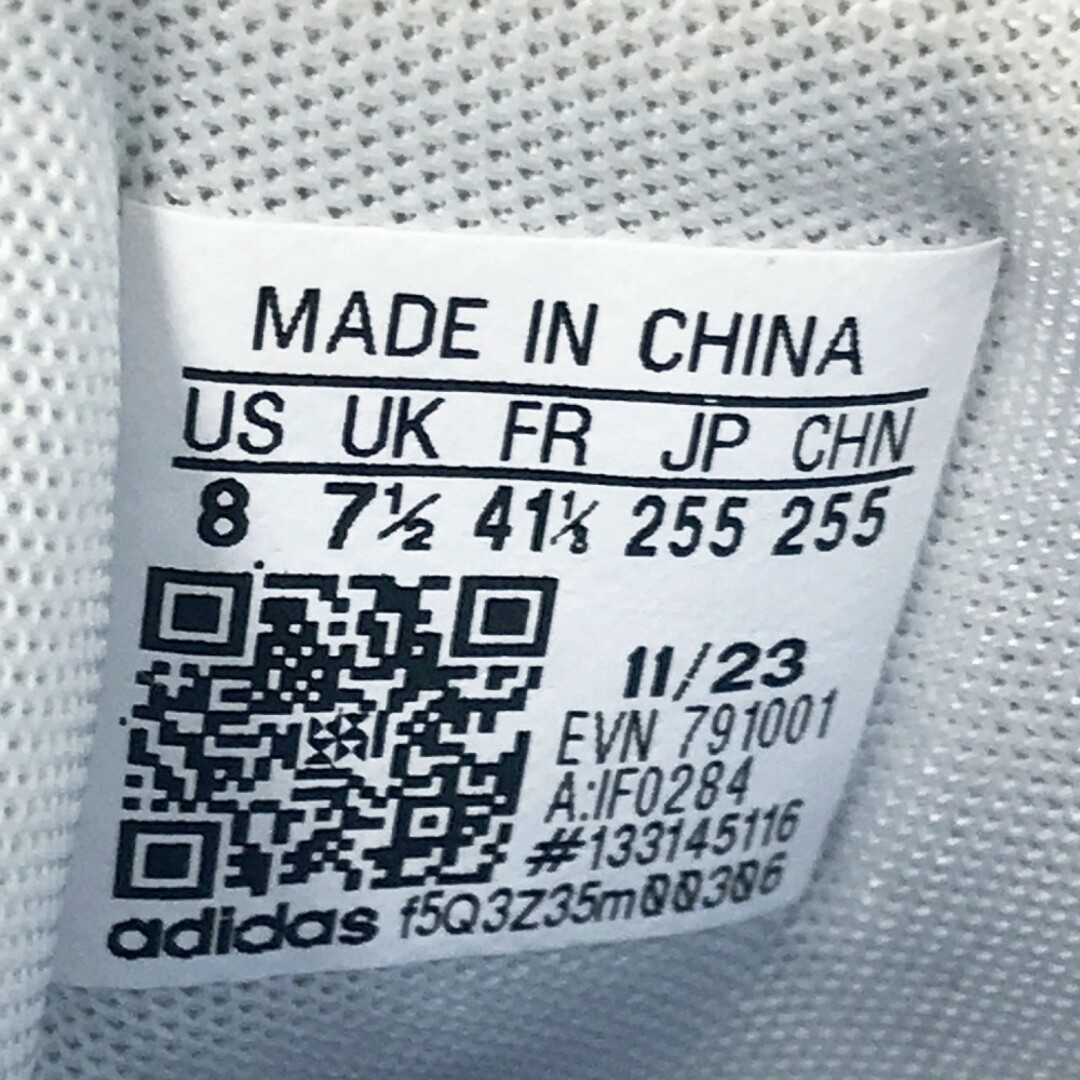 MADE IN CHINA
US UK FR JP CHN
8 7½ 41⅓ 255 255
11/23
EVN 791001
A:IF0284
#133145116
adidas f5Q3Z35m00306